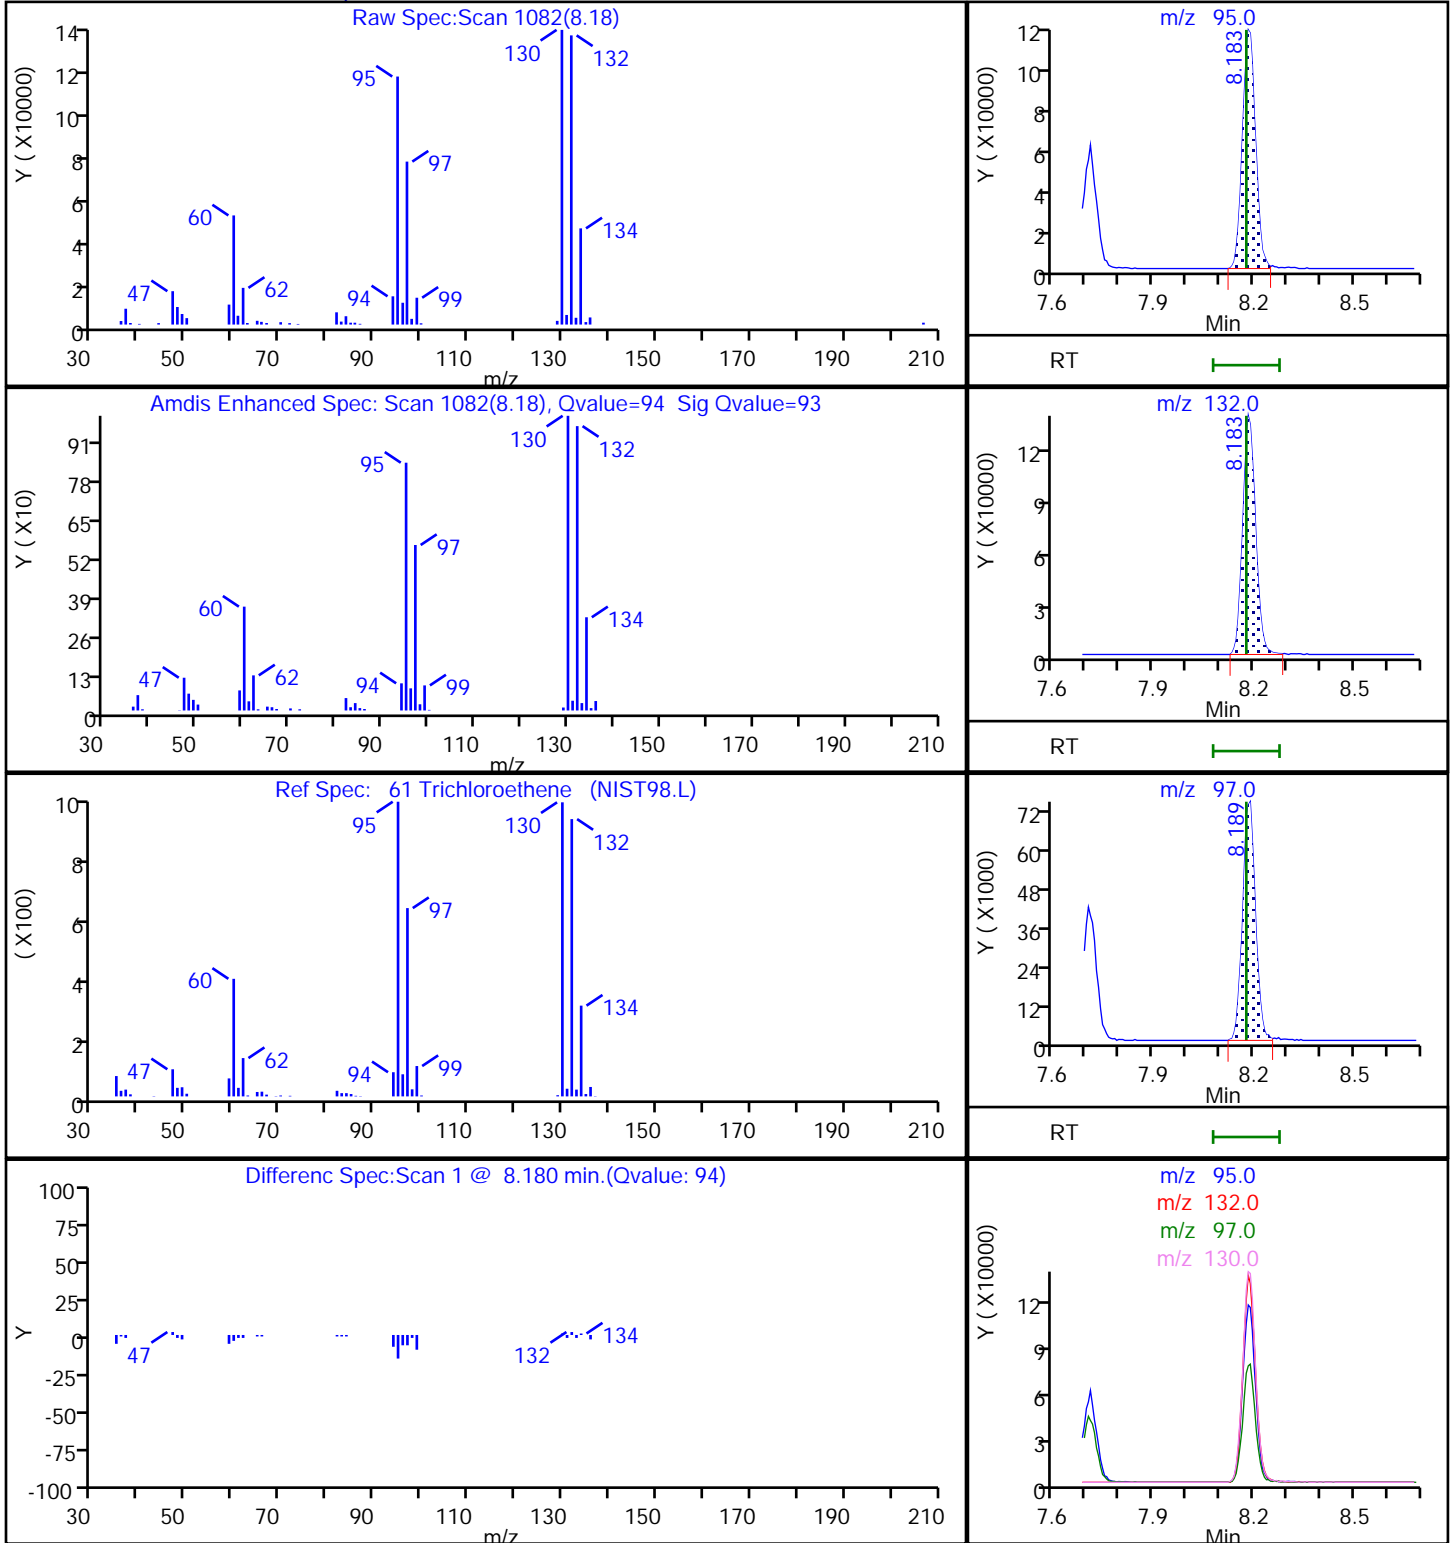 Raw Spec:Scan 1082(8.18)
Y ( X10000)
14
12
10
8
6
4
2
0
130
132
95
97
60
134
47
62
94
99
30 50 70 90 110 130 150 170 190 210
m/z
m/z 95.0
Y ( X10000)
12
10
8
6
4
2
0
8.183
7.6 7.9 8.2 8.5
Min
RT
Amdis Enhanced Spec: Scan 1082(8.18), Qvalue=94 Sig Qvalue=93
Y ( X10)
91
78
65
52
39
26
13
0
130
132
95
97
60
134
47
62
94
99
30 50 70 90 110 130 150 170 190 210
m/z
m/z 132.0
Y ( X10000)
12
9
6
3
0
8.183
7.6 7.9 8.2 8.5
Min
RT
Ref Spec: 61 Trichloroethene (NIST98.L)
( X100)
10
8
6
4
2
0
95
130
132
97
60
134
47
62
94
99
30 50 70 90 110 130 150 170 190 210
m/z 97.0
Y ( X1000)
72
60
48
36
24
12
0
8.189
7.6 7.9 8.2 8.5
Min
RT
Differenc Spec:Scan 1 @ 8.180 min.(Qvalue: 94)
Y
100
75
50
25
0
-25
-50
-75
-100
47
132
134
30 50 70 90 110 130 150 170 190 210
m/z
m/z 95.0
m/z 132.0
m/z 97.0
m/z 130.0
Y ( X10000)
12
9
6
3
0
7.6 7.9 8.2 8.5
Min